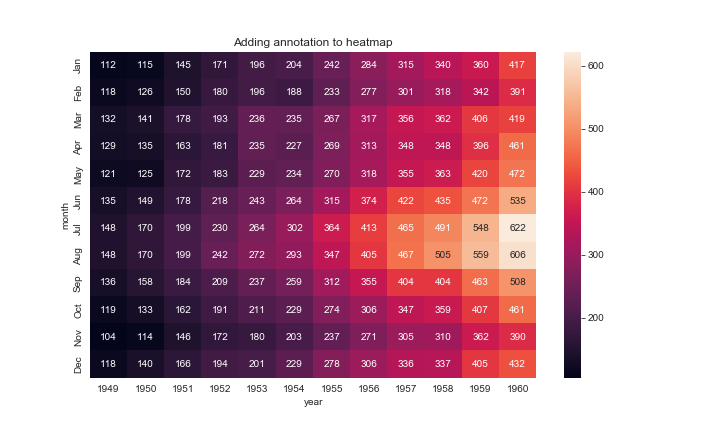 Adding annotation to heatmap
Jan 112 115 145 171 196 204 242 284 315 340 360 417
Feb 118 126 150 180 196 188 233 277 301 318 342 391
Mar 132 141 178 193 236 235 267 317 356 362 406 419
Apr 129 135 163 181 235 227 269 313 348 348 396 461
May 121 125 172 183 229 234 270 318 355 363 420 472
Jun 135 149 178 218 243 264 315 374 422 435 472 535
Jul 148 170 199 230 264 302 364 413 465 491 548 622
Aug 148 170 199 242 272 293 347 405 467 505 559 606
Sep 136 158 184 209 237 259 312 355 404 404 463 508
Oct 119 133 162 191 211 229 274 306 347 359 407 461
Nov 104 114 146 172 180 203 237 271 305 310 362 390
Dec 118 140 166 194 201 229 278 306 336 337 405 432
1949 1950 1951 1952 1953 1954 1955 1956 1957 1958 1959 1960
year
month
600
500
400
300
200